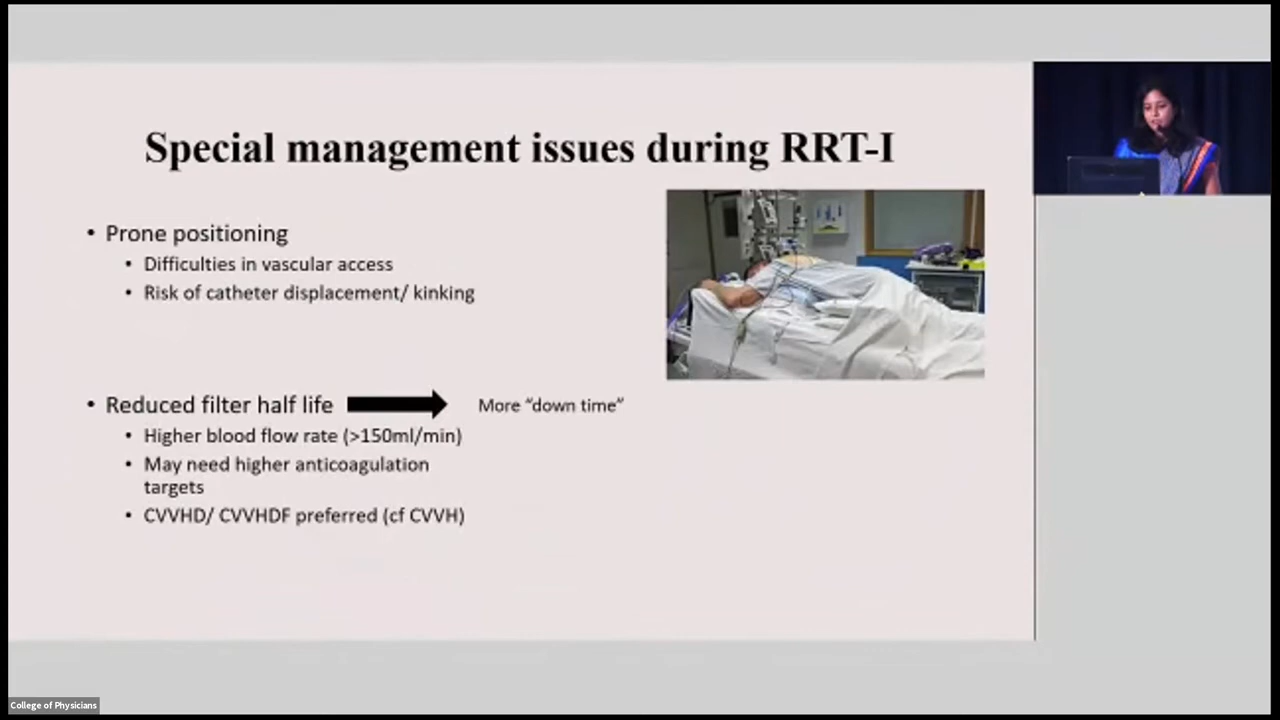 Special management issues during RRT-I
• Prone positioning
• Difficulties in vascular access
• Risk of catheter displacement/ kinking
• Reduced filter half life
More “down time”
• Higher blood flow rate (>150ml/min)
• May need higher anticoagulation
targets
• CVVHD/ CVVHDF preferred (cf CVVH)
College of Physicians